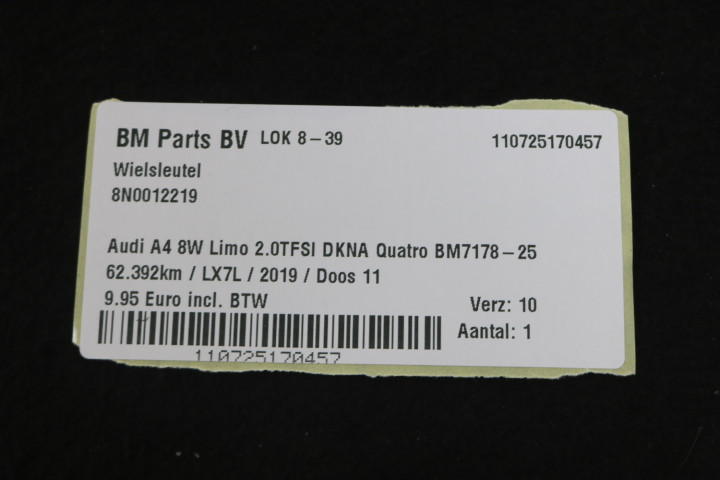 BM Parts BV LOK 8-39 110725170457
Wielsleutel
8N0012219
Audi A4 8W Limo 2.0TFSI DKNA Quatro BM7178-25
62.392km / LX7L / 2019 / Doos 11
9.95 Euro incl. BTW Verz: 10
Aantal: 1
110725170457